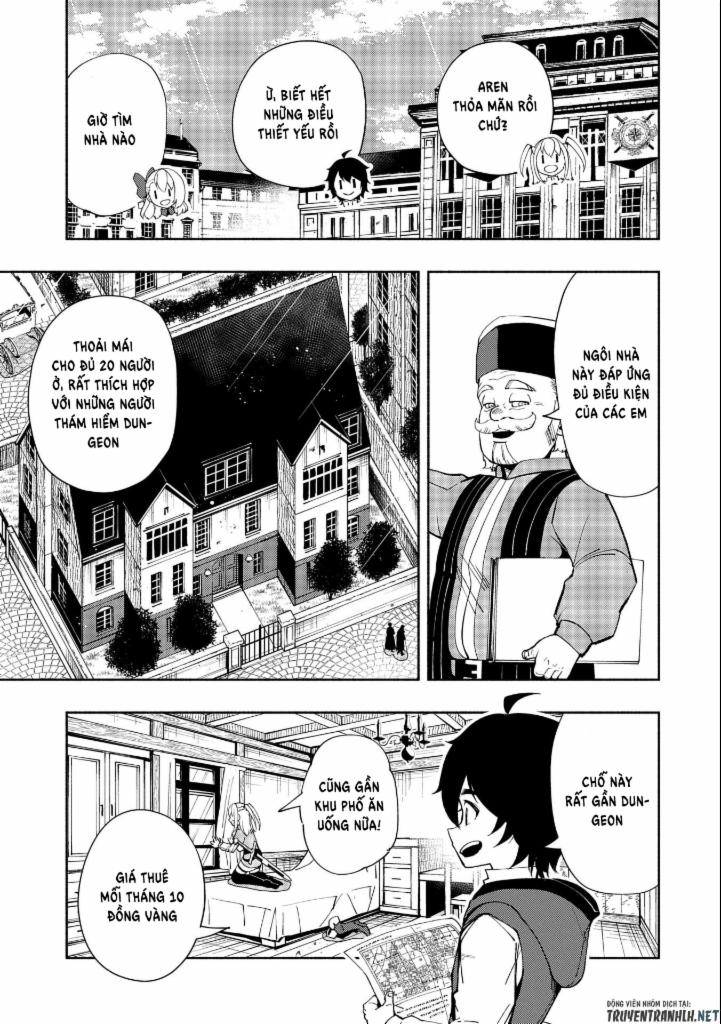 AREN
THỎA MÃN RỒI
CHỨ?
Ừ, BIẾT HẾT
NHỮNG ĐIỀU
THIẾT YẾU RỒI
GIỜ TÌM
NHÀ NÀO
NGÔI NHÀ
NÀY ĐÁP ỨNG
ĐỦ ĐIỀU KIỆN
CỦA CÁC EM
THOẢI MÁI
CHO ĐỦ 20 NGƯỜI
Ở, RẤT THÍCH HỢP
VỚI NHỮNG NGƯỜI
THÁM HIỂM DUN-
GEON
CHỖ NÀY
RẤT GẦN DUN-
GEON
CŨNG GẦN
KHU PHỐ ĂN
UỐNG NỮA!
GIÁ THUÊ
MỖI THÁNG 10
ĐỒNG VÀNG
ĐỘNG VIÊN NHÓM DỊCH TẠI:
TRUYENTRANHLH.NET